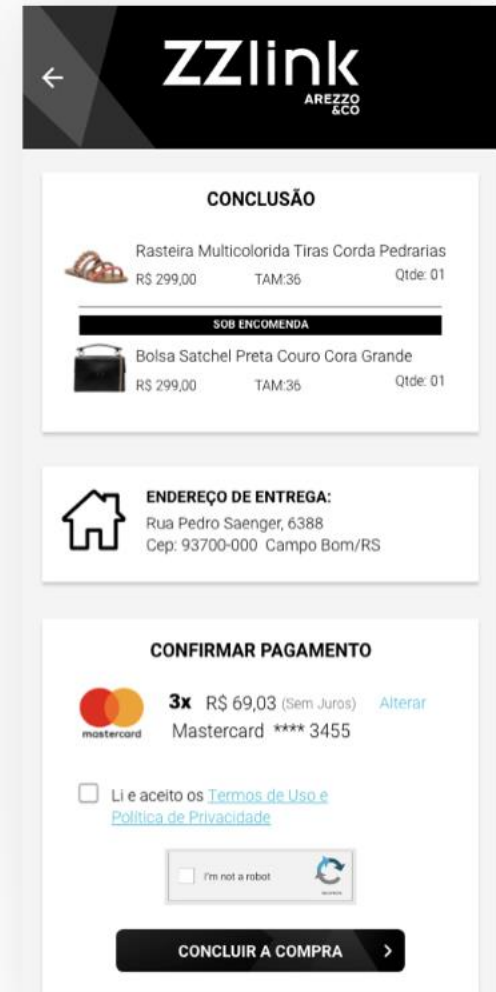 ZZlink
AREZZO
&CO
CONCLUSÃO
Rasteira Multicolorida Tiras Corda Pedrarias
R$ 299,00 TAM:36 Qtde: 01
SOB ENCOMENDA
Bolsa Satchel Preta Couro Cora Grande
R$ 299,00 TAM:36 Qtde: 01
ENDEREÇO DE ENTREGA:
Rua Pedro Saenger, 6388
Cep: 93700-000 Campo Bom/RS
CONFIRMAR PAGAMENTO
mastercard
3x R$ 69,03 (Sem Juros) Alterar
Mastercard **** 3455
Li e aceito os Termos de Uso e
Política de Privacidade
I'm not a robot
CONCLUIR A COMPRA